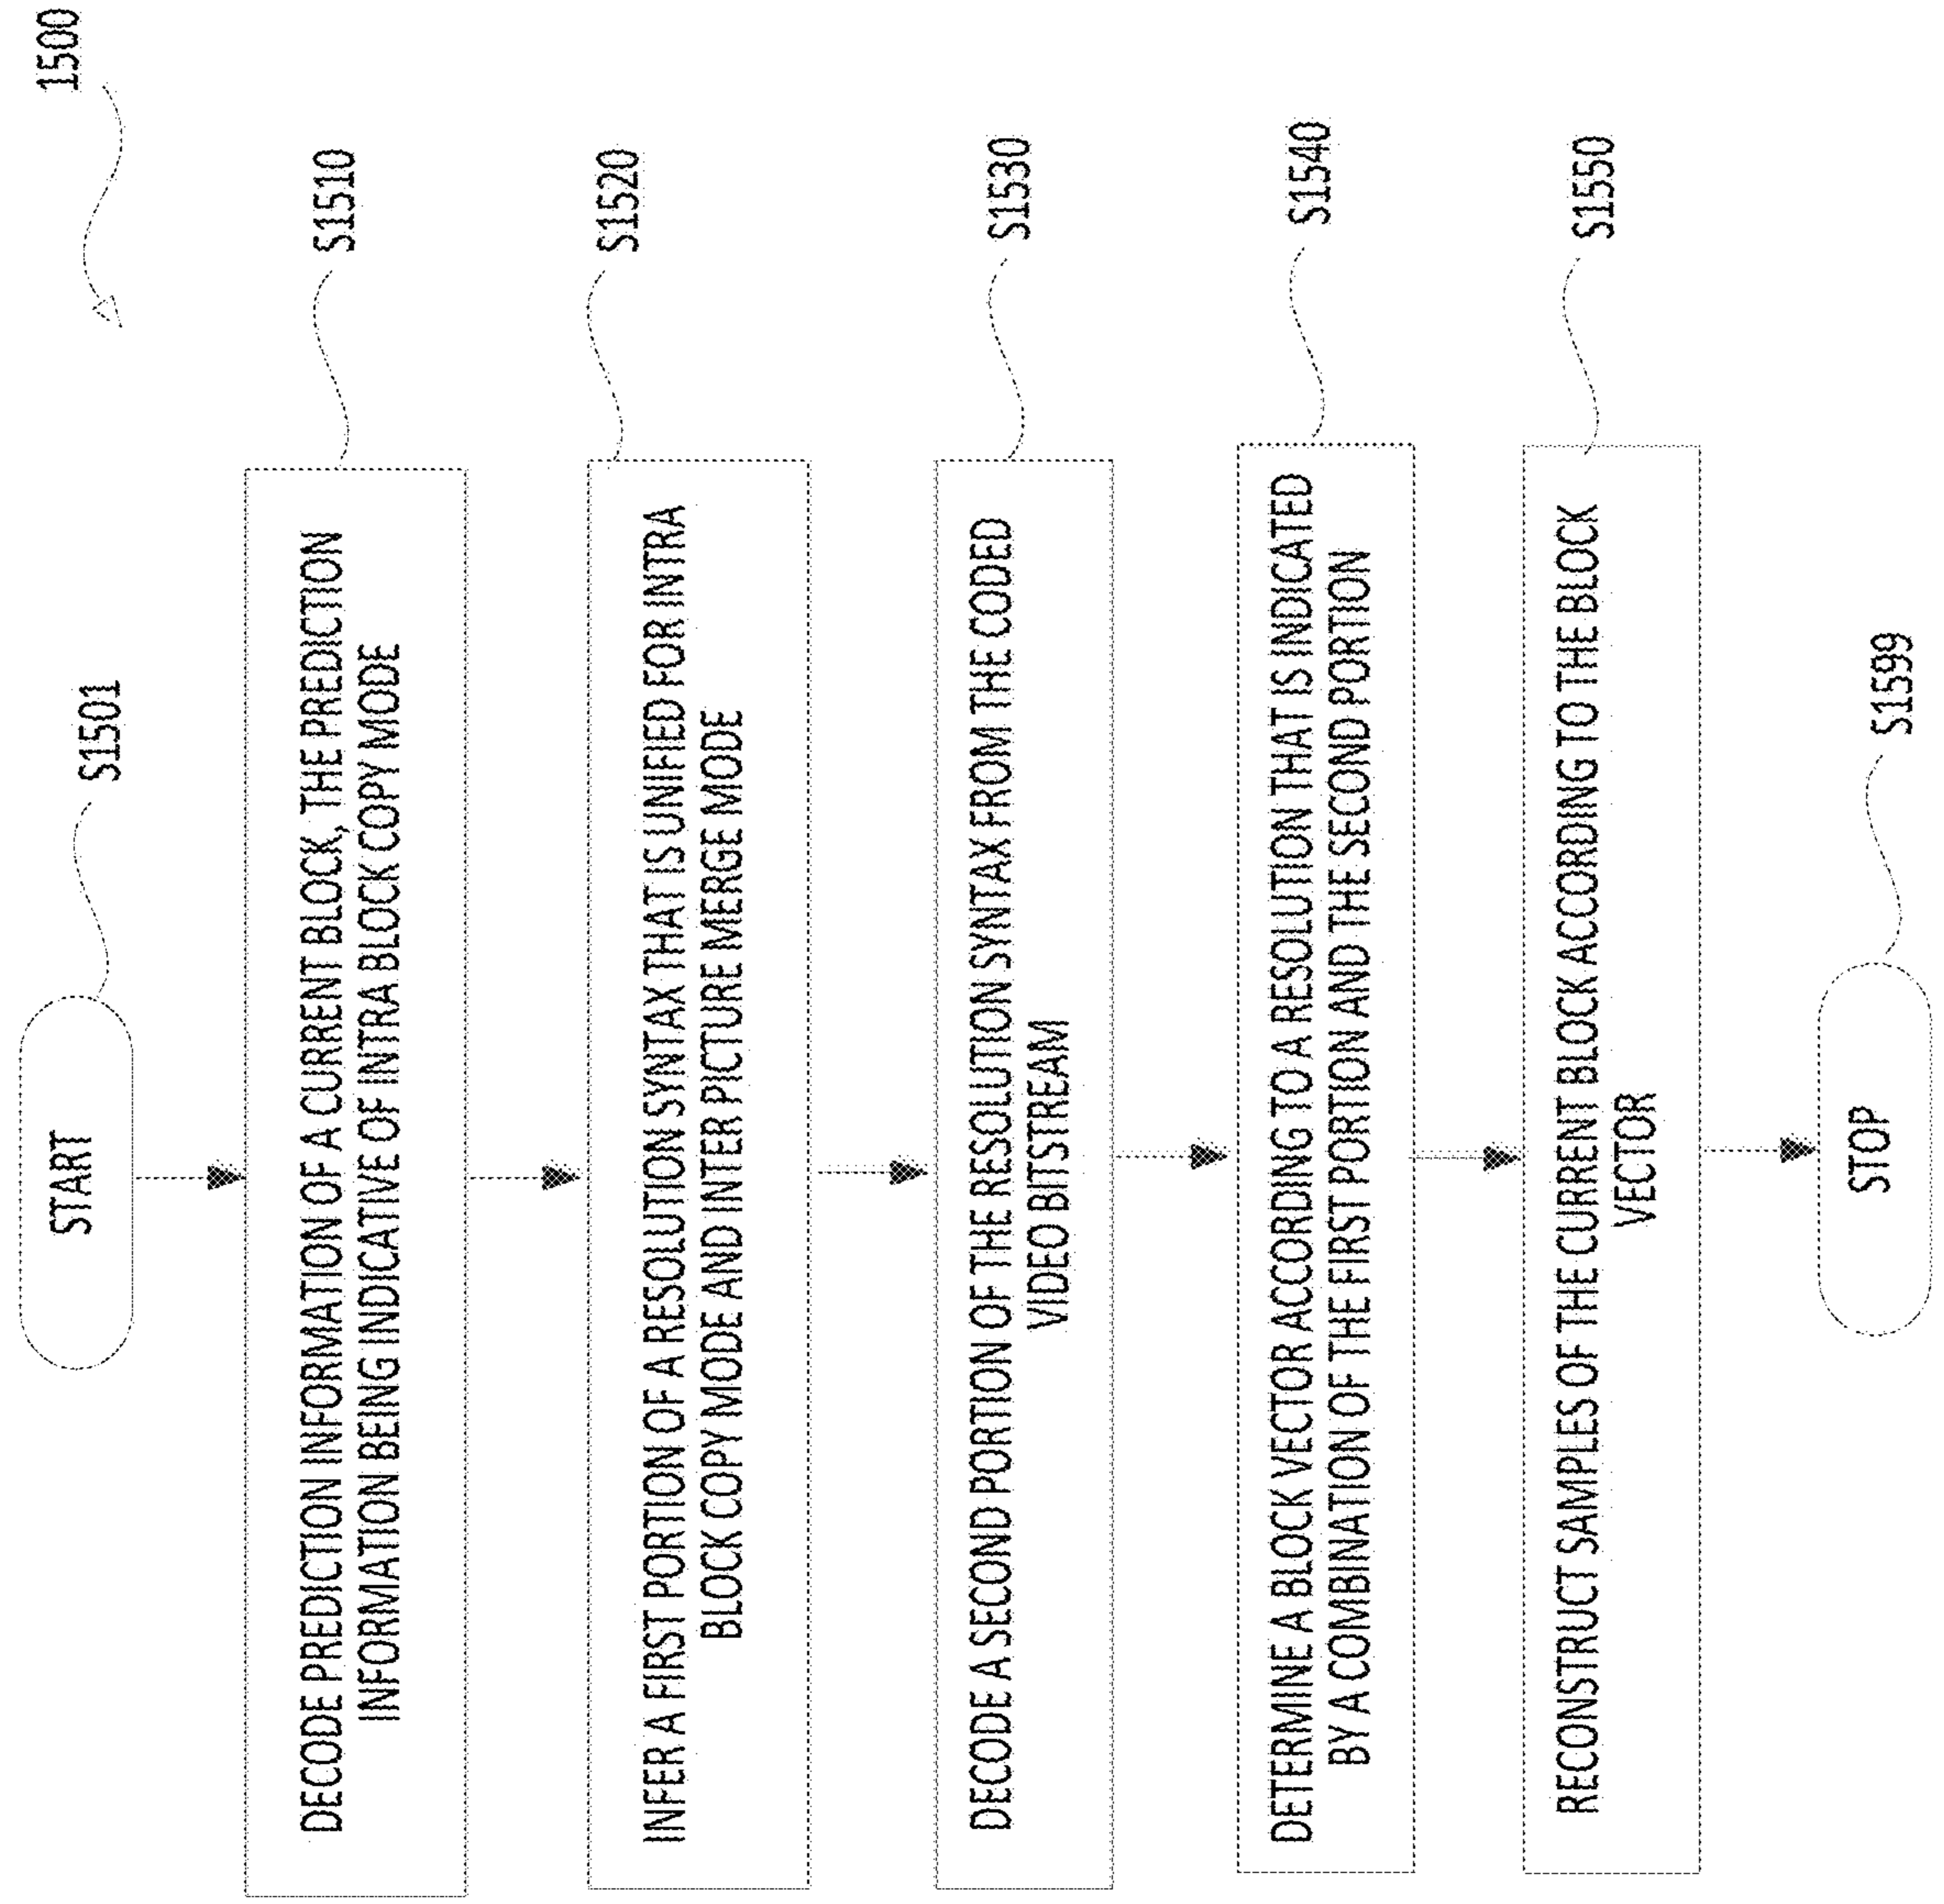 1500
START
S1501
DECODE PREDICTION INFORMATION OF A CURRENT BLOCK, THE PREDICTION
INFORMATION BEING INDICATIVE OF INTRA BLOCK COPY MODE
S1510
INFER A FIRST PORTION OF A RESOLUTION SYNTAX THAT IS UNIFIED FOR INTRA
BLOCK COPY MODE AND INTER PICTURE MERGE MODE
S1520
DECODE A SECOND PORTION OF THE RESOLUTION SYNTAX FROM THE CODED
VIDEO BITSTREAM
S1530
DETERMINE A BLOCK VECTOR ACCORDING TO A RESOLUTION THAT IS INDICATED
BY A COMBINATION OF THE FIRST PORTION AND THE SECOND PORTION
S1540
RECONSTRUCT SAMPLES OF THE CURRENT BLOCK ACCORDING TO THE BLOCK
VECTOR
S1550
STOP
S1599